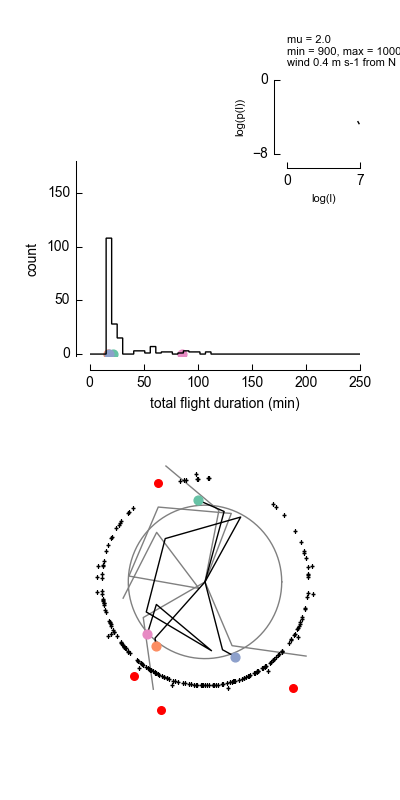 mu = 2.0
min = 900, max = 1000
wind 0.4 m s-1 from N
0
log(p(l))
−8
0 7
log(l)
150
100
50
0
count
0 50 100 150 200 250
total flight duration (min)